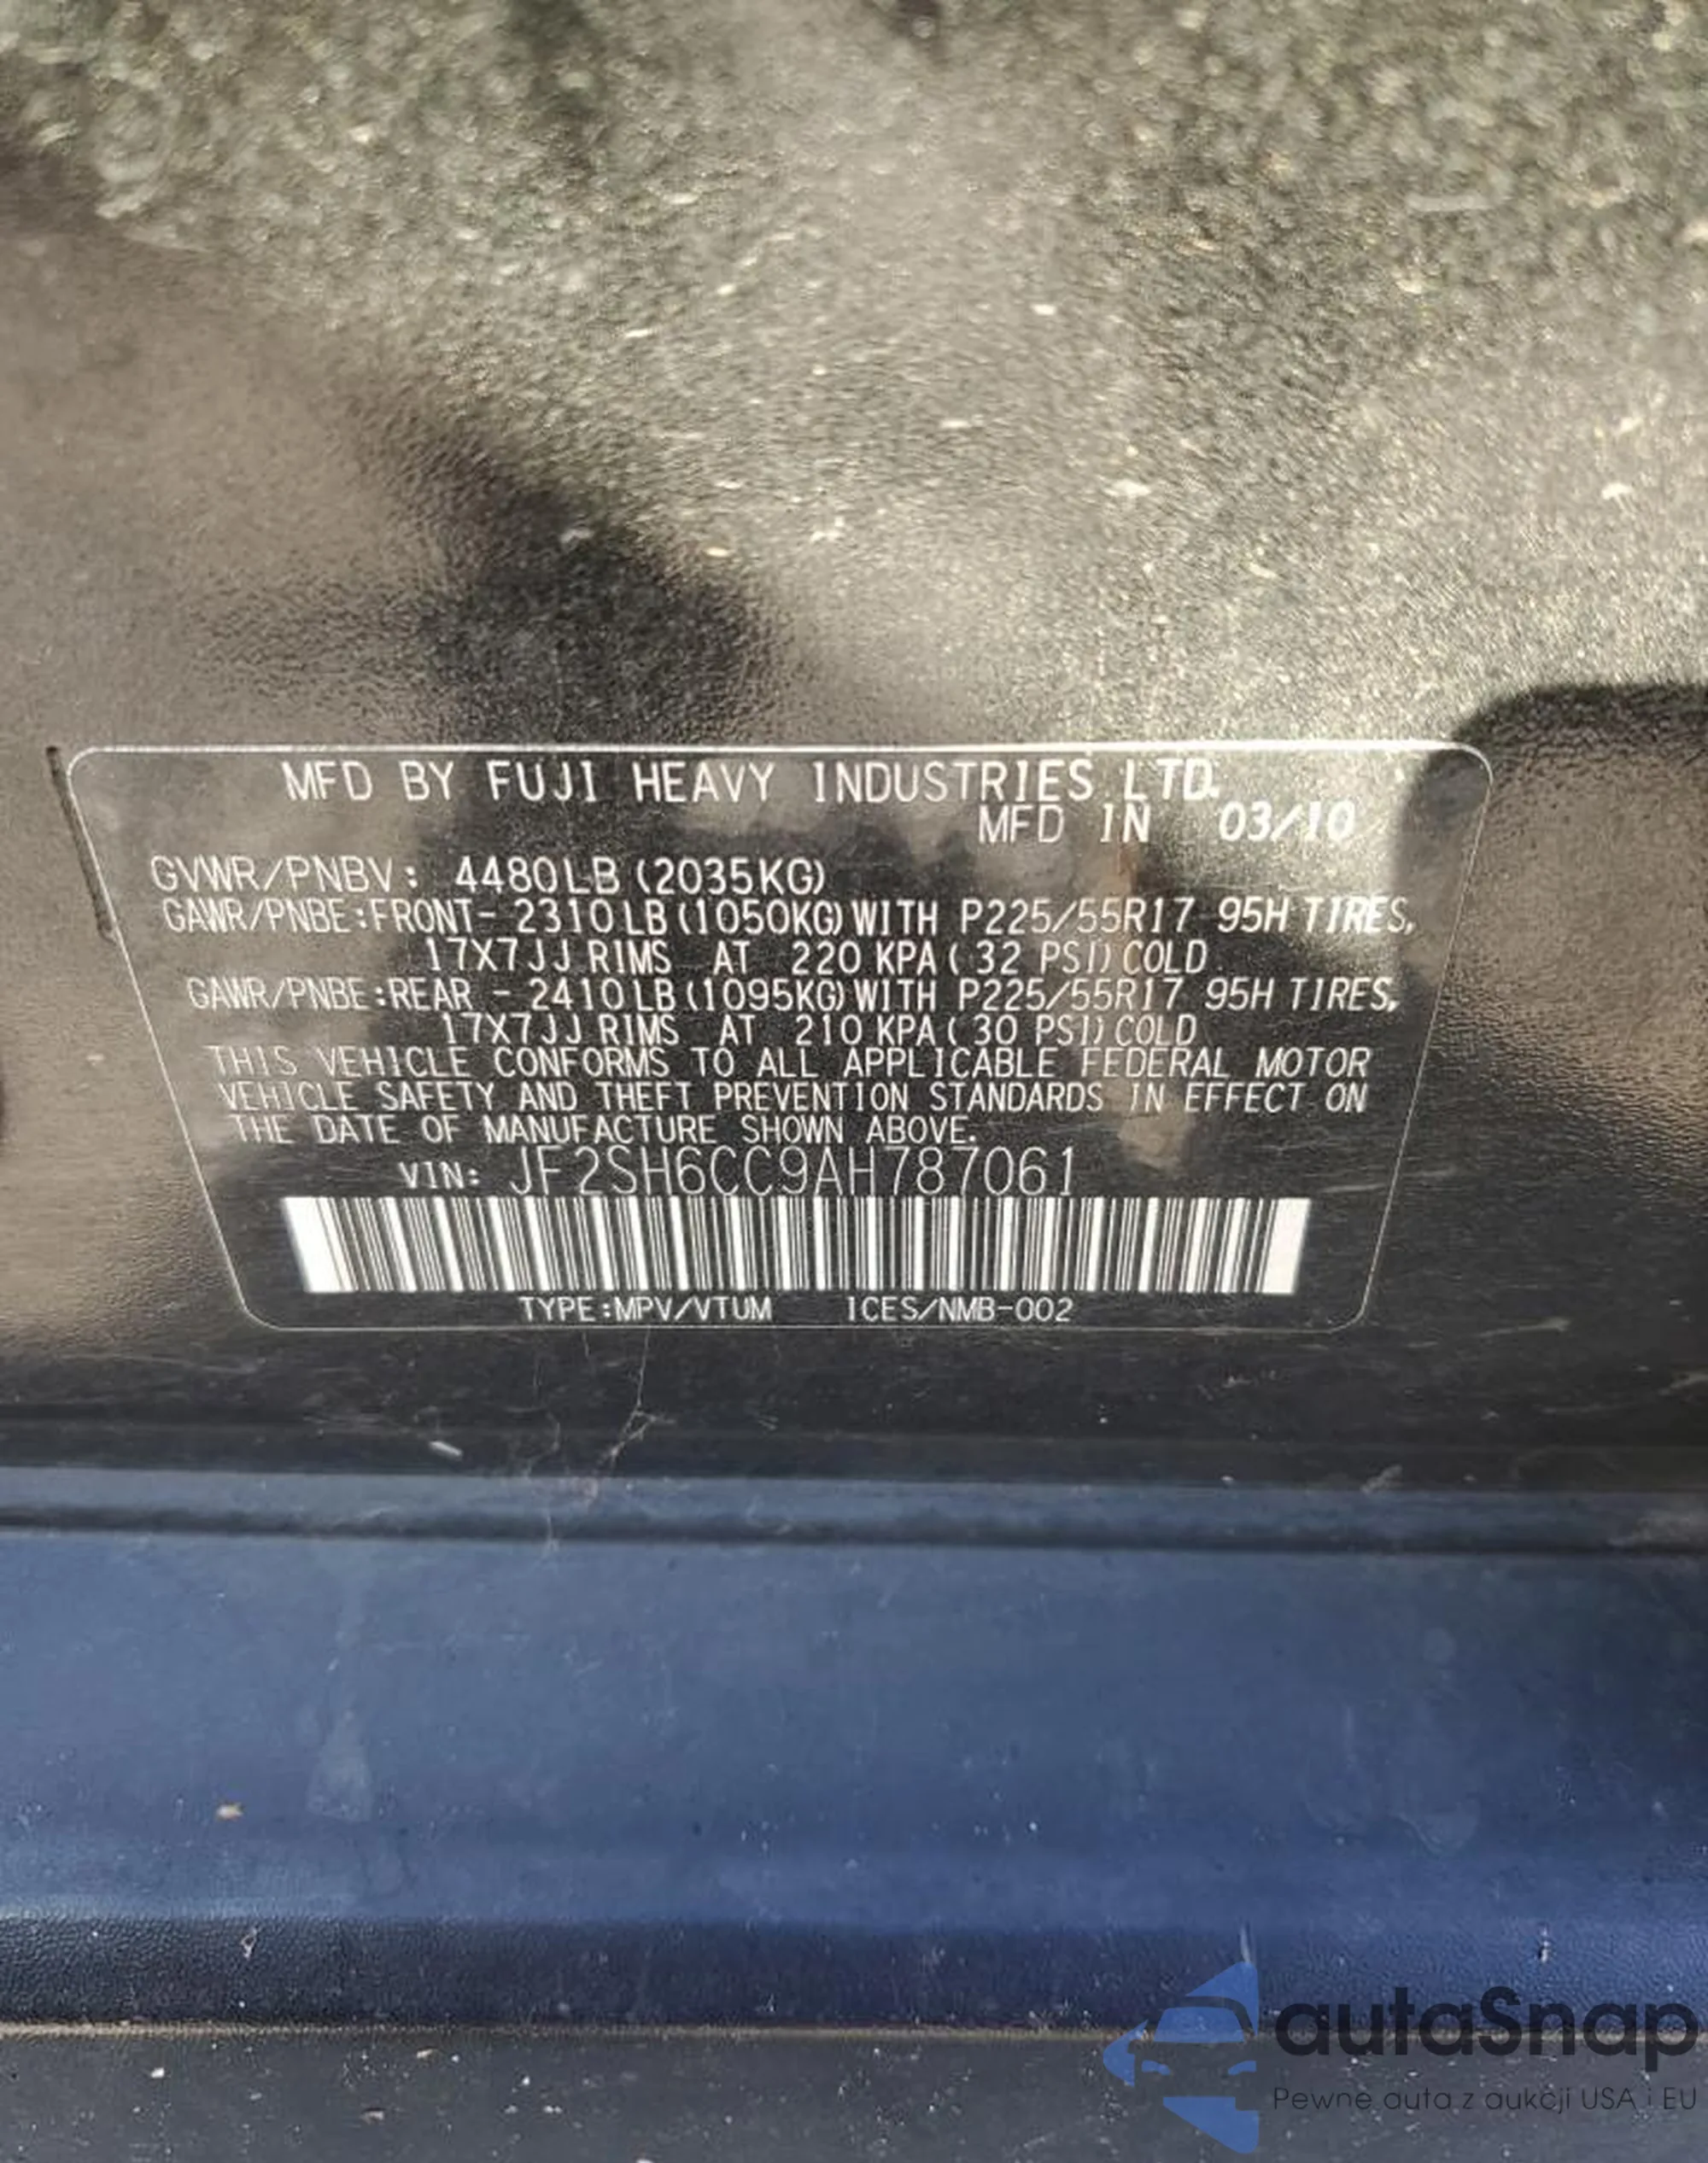 MFD BY FUJI HEAVY INDUSTRIES LTD.
MFD IN 03/10
GVWR/PNBV: 4480LB (2035KG)
GAWR/PNBE:FRONT- 2310LB(1050KG)WITH P225/55R17 95H TIRES,
17X7JJ RIMS AT 220 KPA( 32 PSI)COLD
GAWR/PNBE:REAR - 2410LB(1095KG)WITH P225/55R17 95H TIRES,
17X7JJ RIMS AT 210 KPA( 30 PSI)COLD
THIS VEHICLE CONFORMS TO ALL APPLICABLE FEDERAL MOTOR
VEHICLE SAFETY AND THEFT PREVENTION STANDARDS IN EFFECT ON
THE DATE OF MANUFACTURE SHOWN ABOVE.
VIN: JF2SH6CC9AH787061
TYPE:MPV/VTUM ICES/NMB-002
autaSnap
Pewne auta z aukcji USA i EU